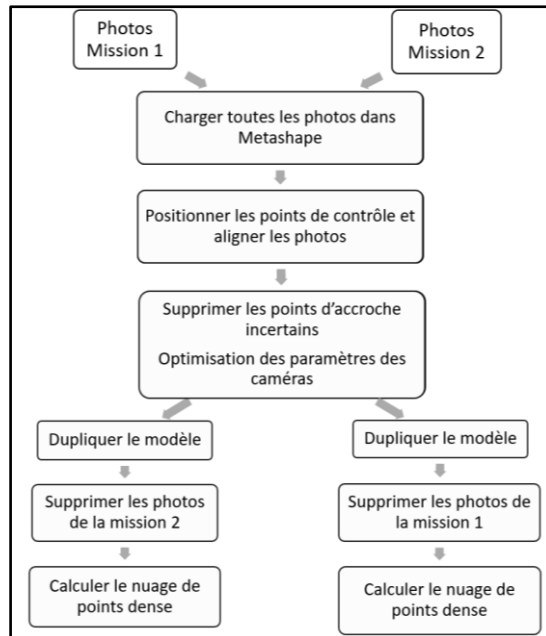 Photos
Mission 1
Photos
Mission 2
Charger toutes les photos dans
Metashape
Positionner les points de contrôle et
aligner les photos
Supprimer les points d'accroche
incertains
Optimisation des paramètres des
caméras
Dupliquer le modèle
Dupliquer le modèle
Supprimer les photos
de la mission 2
Supprimer les photos de
la mission 1
Calculer le nuage de
points dense
Calculer le nuage de
points dense